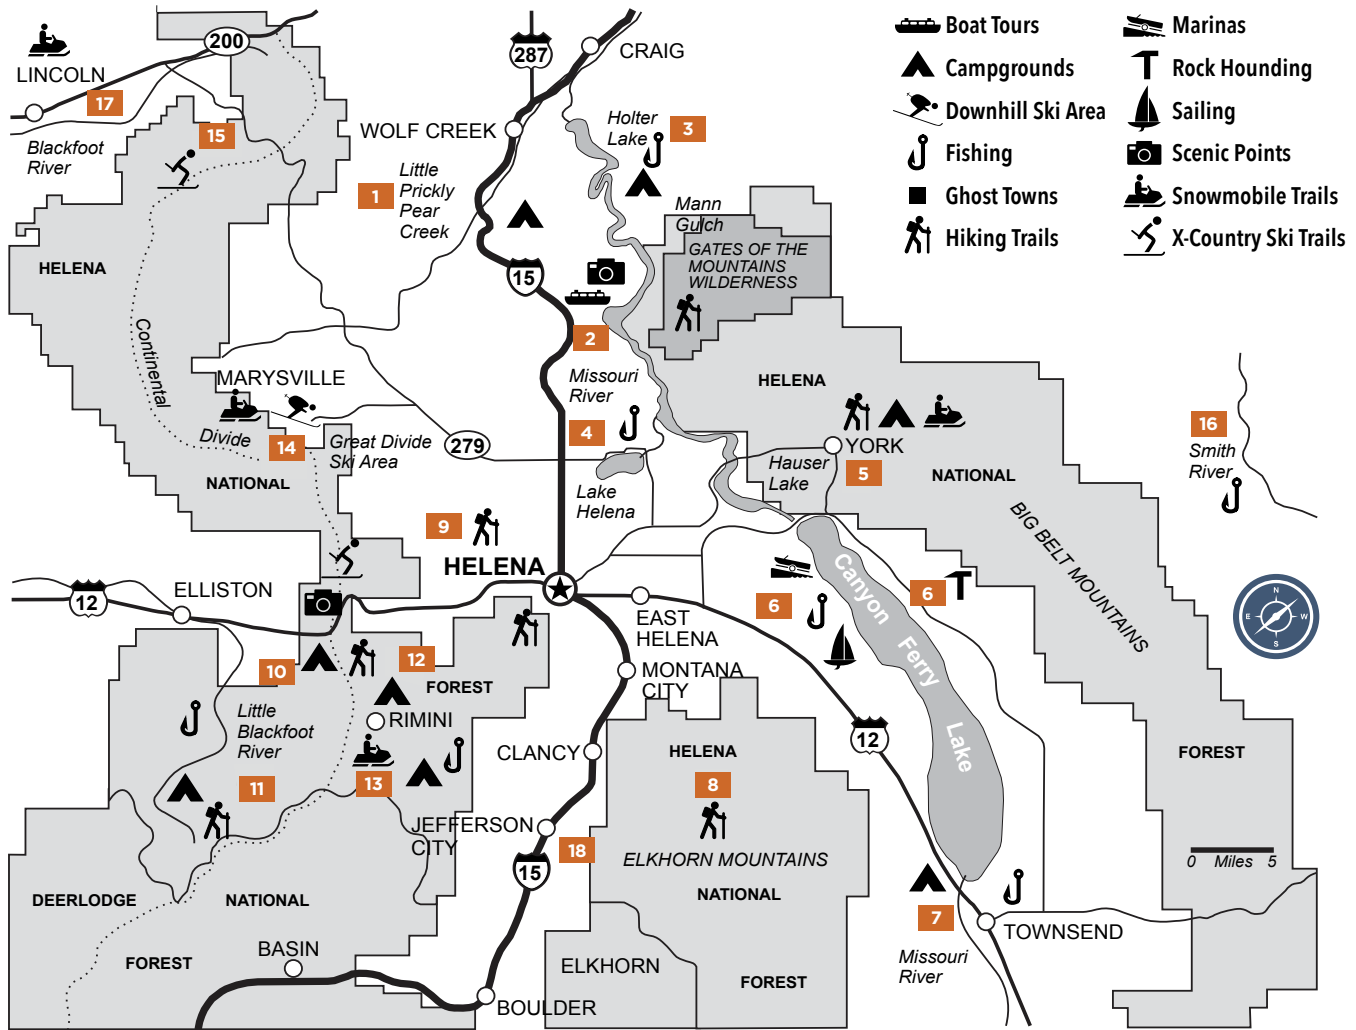 Boat Tours
Campgrounds
Downhill Ski Area
Fishing
Ghost Towns
Hiking Trails
Marinas
Rock Hounding
Sailing
Scenic Points
Snowmobile Trails
X-Country Ski Trails
200
LINCOLN
17
15
Blackfoot
River
287
CRAIG
WOLF CREEK
Holter
Lake
3
1
Little
Prickly
Pear
Creek
Mann
Gulch
GATES OF THE
MOUNTAINS
WILDERNESS
15
HELENA
Continental
2
Missouri
River
MARYSVILLE
HELENA
Divide
14
Great Divide
Ski Area
279
4
YORK
5
16
Smith
River
Hauser
Lake
NATIONAL
NATIONAL
Lake
Helena
BIG BELT MOUNTAINS
9
HELENA
12
ELLISTON
EAST
HELENA
6
6
Canyon
Ferry
Lake
N
E
W
S
10
12
FOREST
MONTANA
CITY
Little
Blackfoot
River
RIMINI
12
CLANCY
HELENA
FOREST
11
13
8
JEFFERSON
CITY
18
ELKHORN MOUNTAINS
0 Miles 5
15
DEERLODGE
NATIONAL
NATIONAL
7
TOWNSEND
BASIN
FOREST
ELKHORN
Missouri
River
FOREST
BOULDER